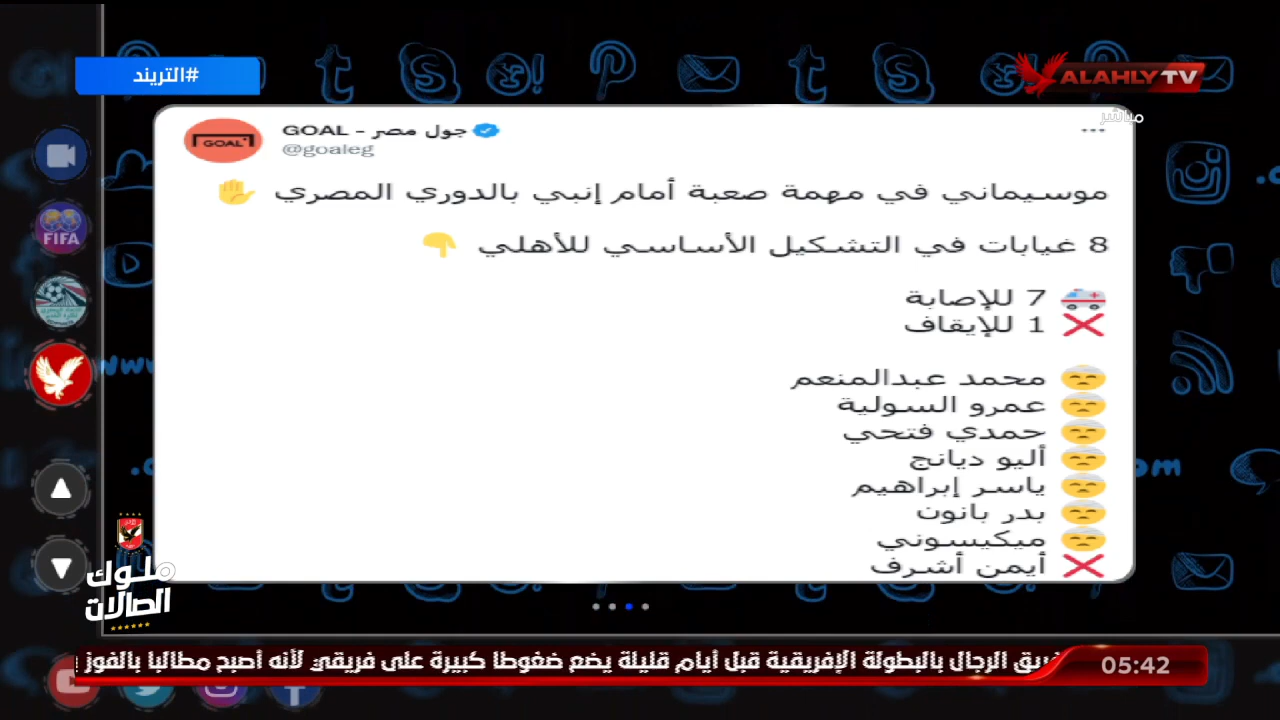 #التريند
ALAHLY TV
مباشر
GOAL - جول مصر
@goaleg
GOAL
موسيماني في مهمة صعبة أمام إنبي بالدوري المصري ✋
8 غيابات في التشكيل الأساسي للأهلي 👇
🚑 7 للإصابة
❌ 1 للإيقاف
🤕 محمد عبدالمنعم
🤕 عمرو السولية
🤕 حمدي فتحي
🤕 أليو ديانج
🤕 ياسر إبراهيم
🤕 بدر بانون
🤕 ميكيسوني
❌ أيمن أشرف
FIFA
ملوك
الصالات
فريق الرجال بالبطولة الإفريقية قبل أيام قليلة يضع ضغوطا كبيرة على فريقي لأنه أصبح مطالبا بالفوز
05:42